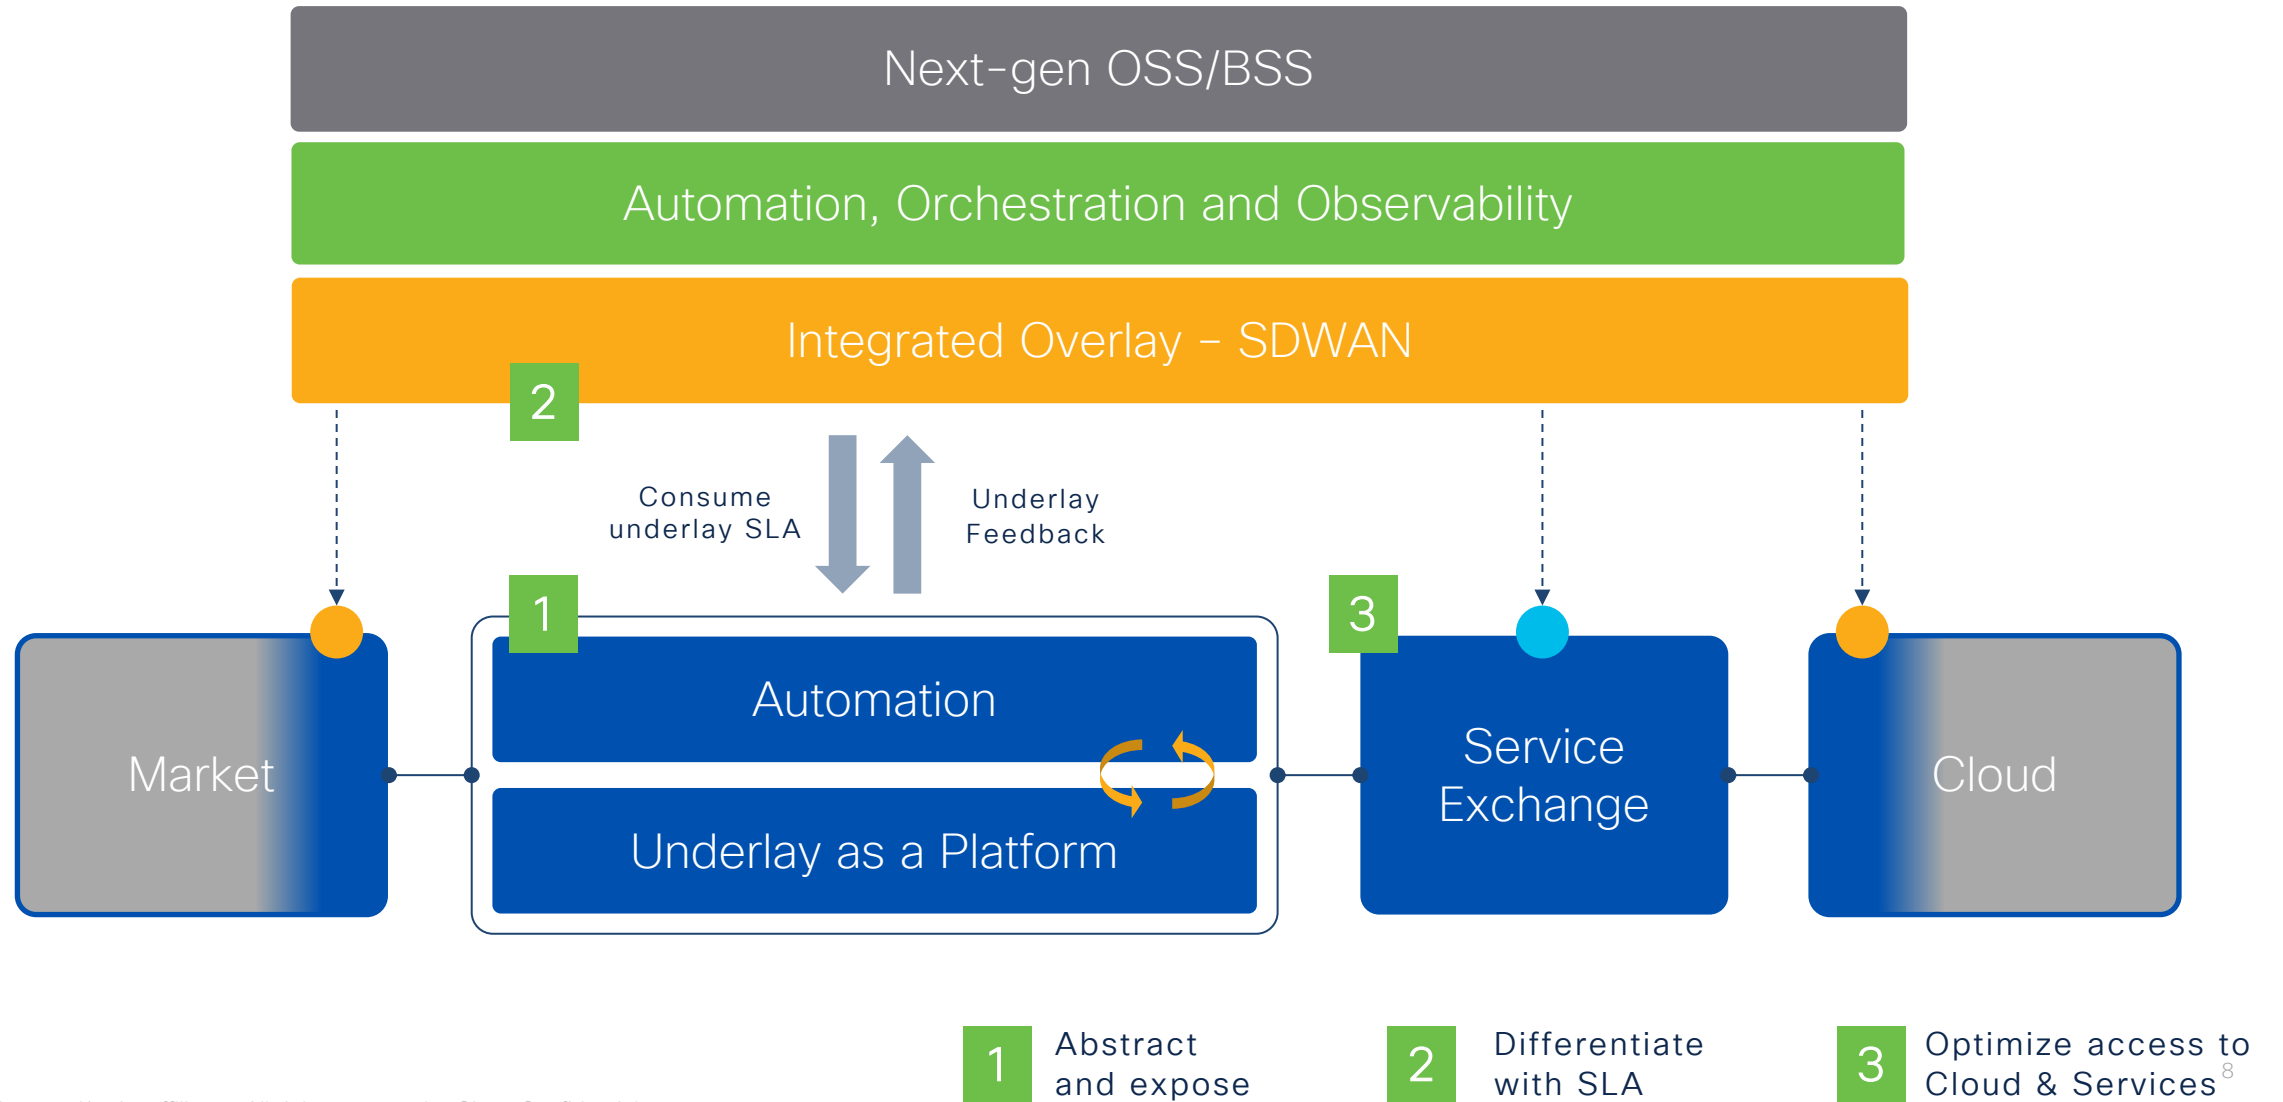 Next-gen OSS/BSS
Automation, Orchestration and Observability
Integrated Overlay – SDWAN
2
Consume
underlay SLA
Underlay
Feedback
1
3
Automation
Underlay as a Platform
Market
Service
Exchange
Cloud
1
Abstract
and expose
2
Differentiate
with SLA
3
Optimize access to
Cloud & Services
8